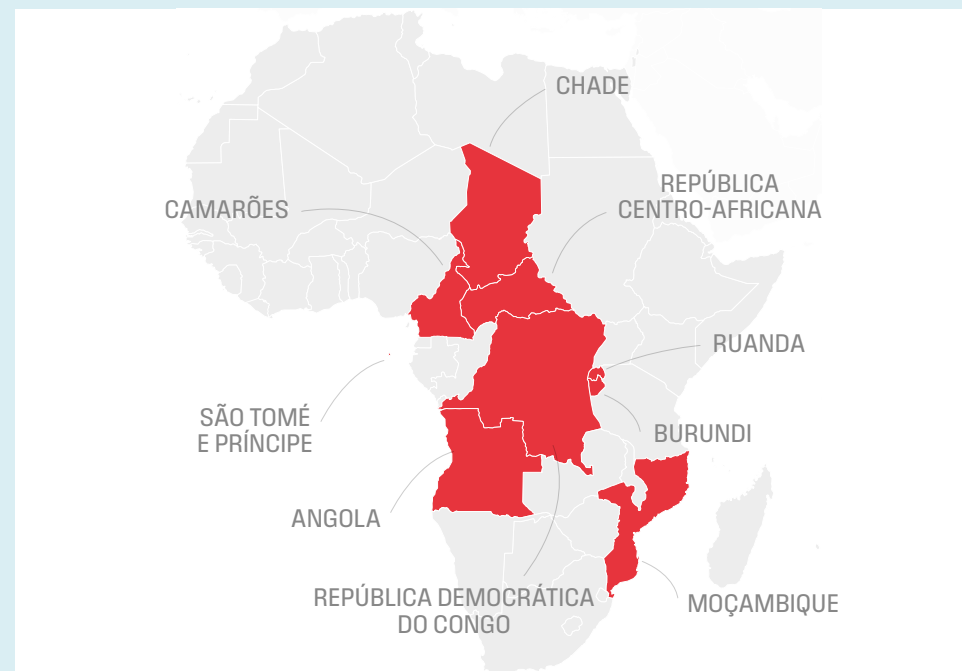 CHADE
REPÚBLICA
CENTRO-AFRICANA
CAMARÕES
RUANDA
SÃO TOMÉ
E PRÍNCIPE
BURUNDI
ANGOLA
REPÚBLICA DEMOCRÁTICA
DO CONGO
MOÇAMBIQUE